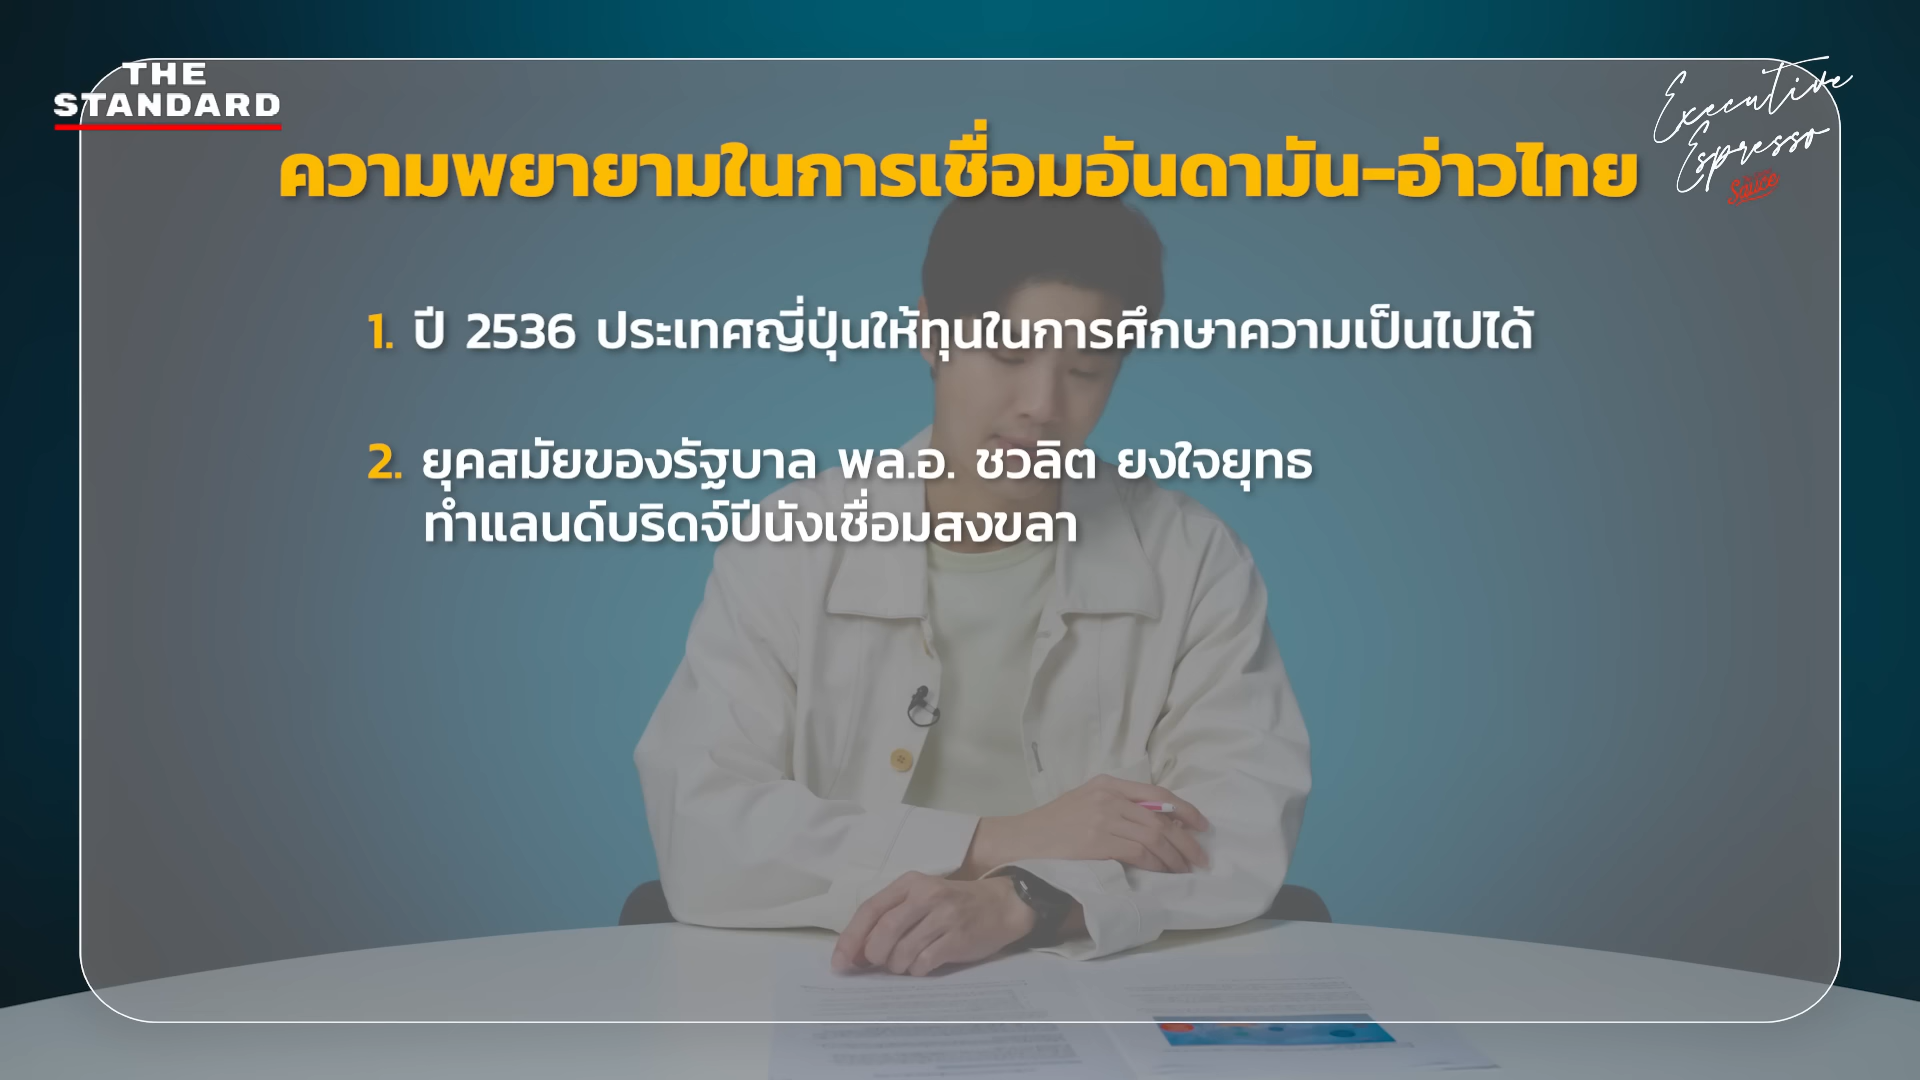 THE
STANDARD
Executive
Espresso
Sauce
ความพยายามในการเชื่อมอันดามัน-อ่าวไทย
1. ปี 2536 ประเทศญี่ปุ่นให้ทุนในการศึกษาความเป็นไปได้
2. ยุคสมัยของรัฐบาล พล.อ. ชวลิต ยงใจยุทธ
ทำแลนด์บริดจ์ปีนังเชื่อมสงขลา